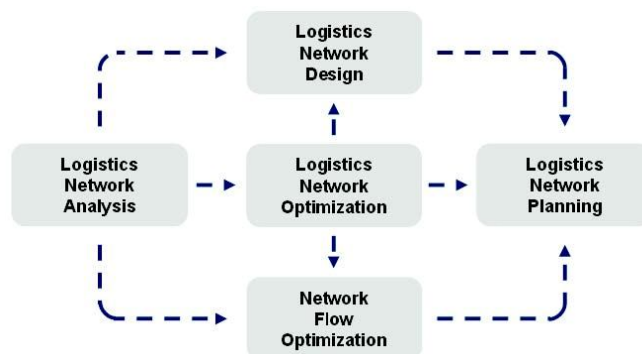 Logistics
Network
Design
Logistics
Network
Analysis
Logistics
Network
Optimization
Logistics
Network
Planning
Network
Flow
Optimization